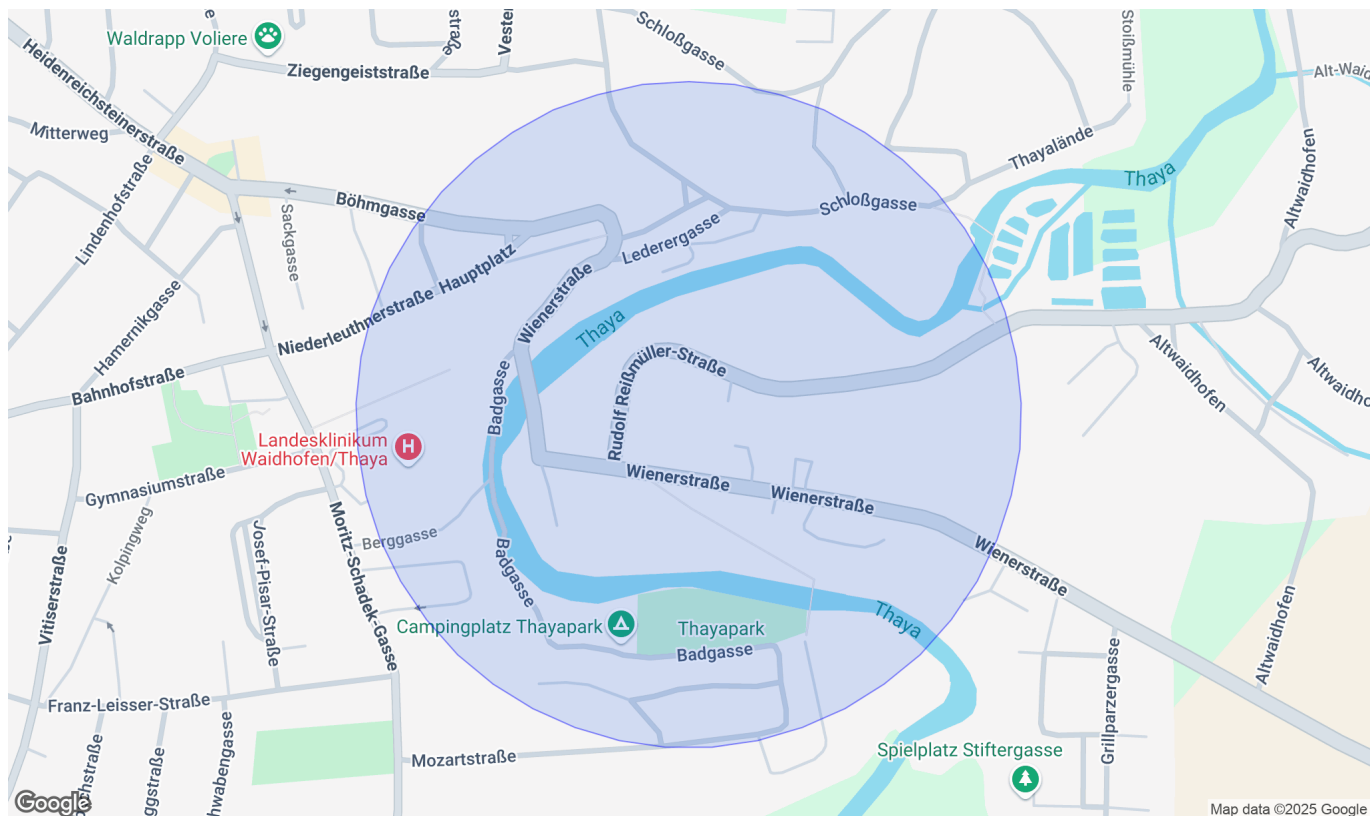 Waldrapp Voliere
Ziegengeiststraße
straße
Schloßgasse
Stoißmühle
Heidenreichsteinerstraße
Mitterweg
Lindenhofstraße
Böhmgasse
Sackgasse
Thayalände
Thaya
Schloßgasse
Altwaidhofen
Lederergasse
Hauptplatz
Wienerstraße
Niederleuthnerstraße
Hamernikgasse
Bahnhofstraße
Thaya
Rudolf Reißmüller-Straße
Badgasse
Altwaidhofen
Landesklinikum
Waidhofen/Thaya
H
Gymnasiumstraße
Wienerstraße
Wienerstraße
Wienerstraße
Kolpingweg
Josef-Pisar-Straße
Moritz-Schadek-Gasse
Berggasse
Badgasse
Vitiserstraße
Campingplatz Thayapark
Thayapark
Badgasse
Thaya
Altwaidhofen
Grillparzergasse
Franz-Leisser-Straße
Mozartstraße
Spielplatz Stiftergasse
Google
Map data ©2025 Google